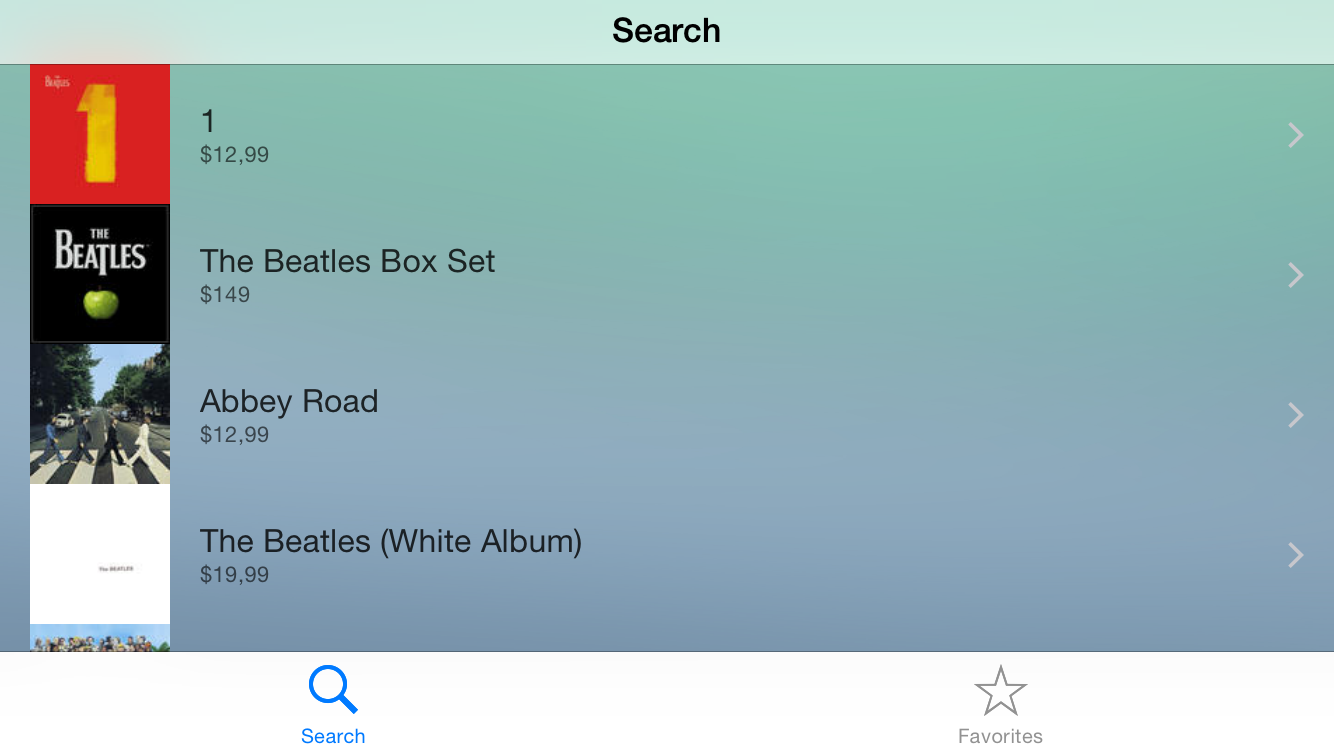 Search
The Beatles
1
1
$12,99
THE
BEATLES
The Beatles Box Set
$149
Abbey Road
$12,99
The BEATLES
The Beatles (White Album)
$19,99
Search
Favorites